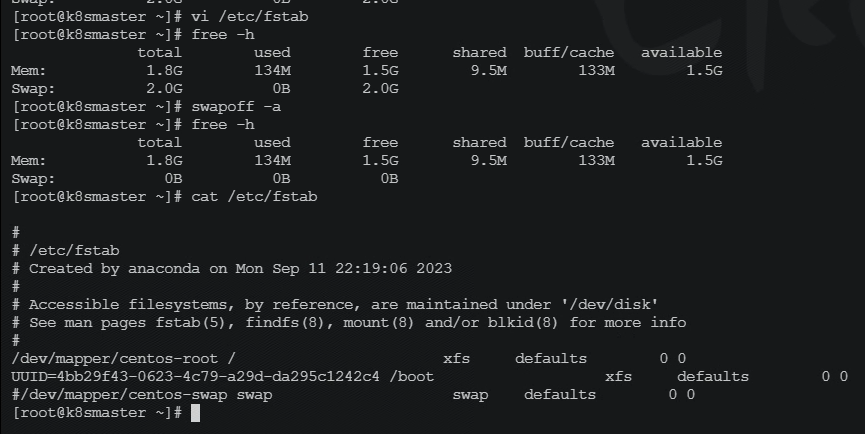 [root@k8smaster ~]# vi /etc/fstab
[root@k8smaster ~]# free -h
              total        used        free      shared  buff/cache   available
Mem:           1.8G        134M        1.5G        9.5M        133M        1.5G
Swap:          2.0G          0B        2.0G
[root@k8smaster ~]# swapoff -a
[root@k8smaster ~]# free -h
              total        used        free      shared  buff/cache   available
Mem:           1.8G        134M        1.5G        9.5M        133M        1.5G
Swap:            0B          0B          0B
[root@k8smaster ~]# cat /etc/fstab
#
# /etc/fstab
# Created by anaconda on Mon Sep 11 22:19:06 2023
#
# Accessible filesystems, by reference, are maintained under '/dev/disk'
# See man pages fstab(5), findfs(8), mount(8) and/or blkid(8) for more info
#
/dev/mapper/centos-root /                       xfs     defaults        0 0
UUID=4bb29f43-0623-4c79-a29d-da295c1242c4 /boot                   xfs     defaults        0 0
#/dev/mapper/centos-swap swap                    swap    defaults        0 0
[root@k8smaster ~]#